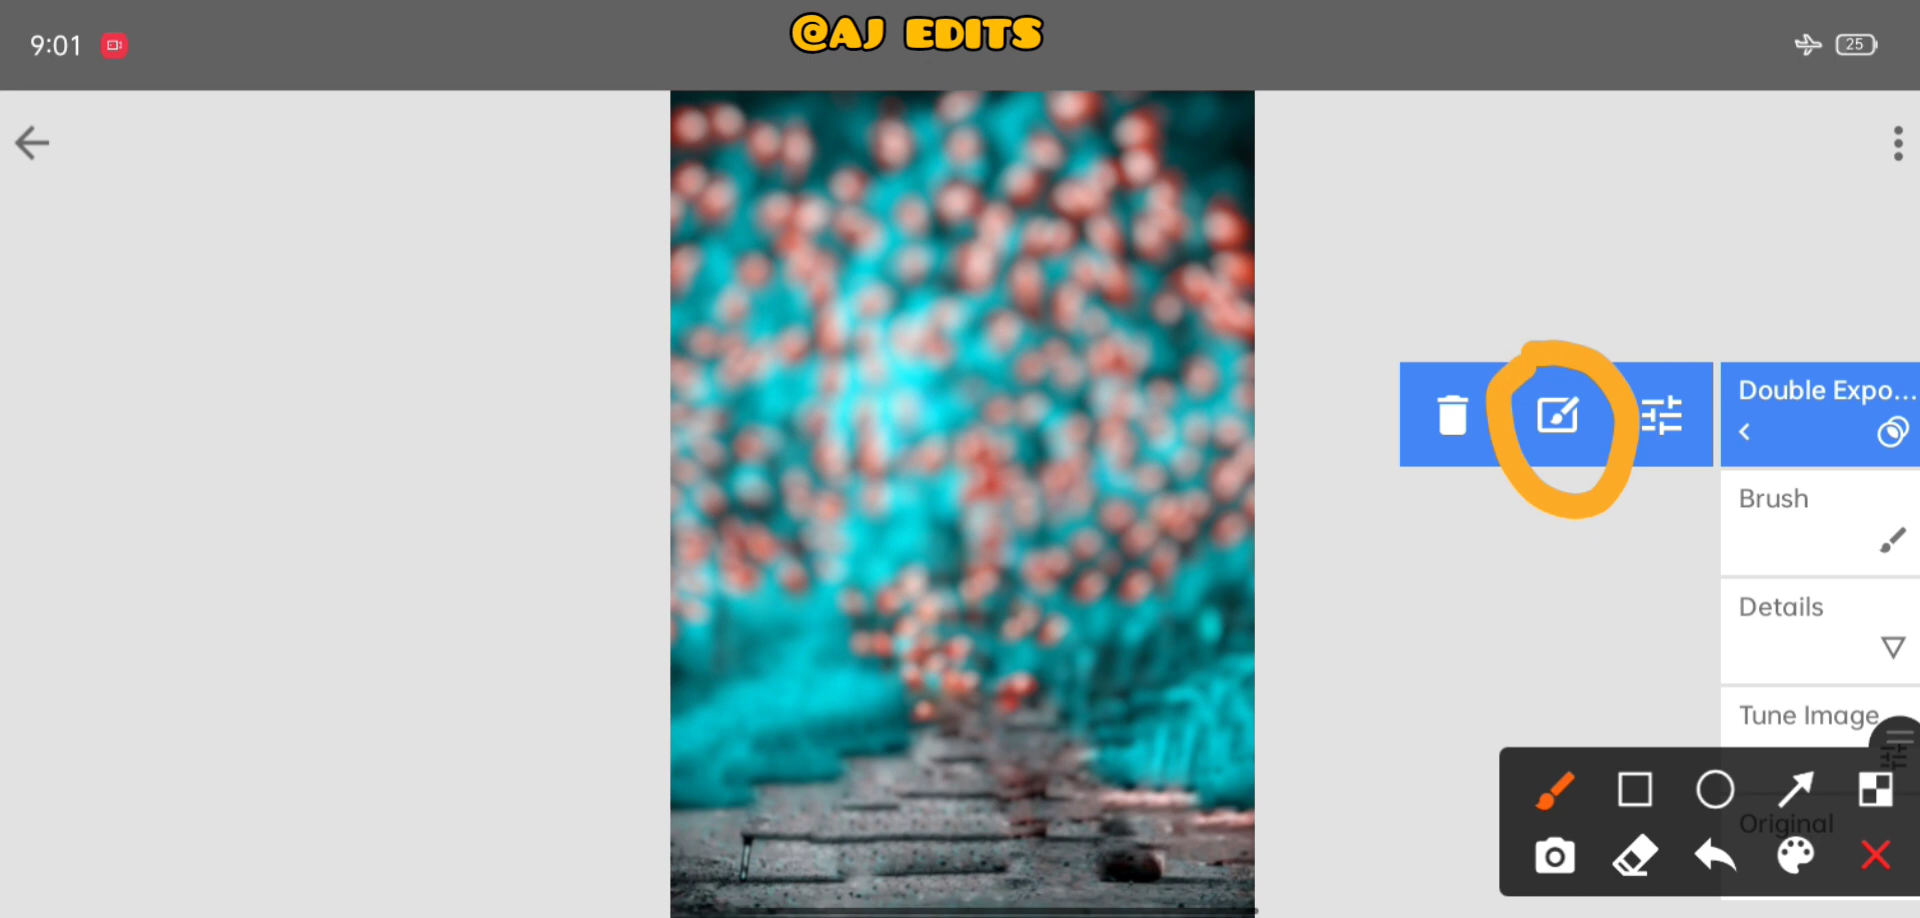 9:01
@AJ EDITS
25
Double Expo...
Brush
Details
Tune Image
Original